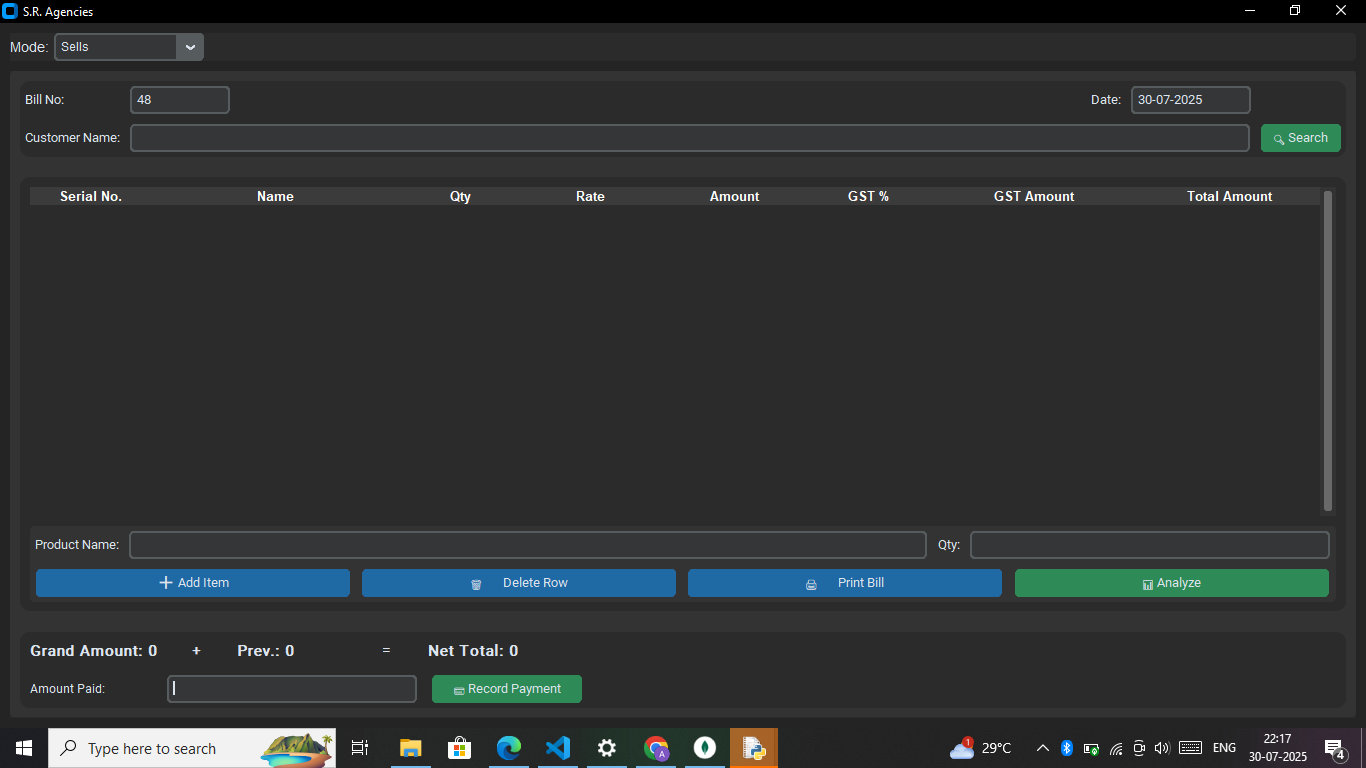 S.R. Agencies
Mode: Sells
Bill No: 48 Date: 30-07-2025
Customer Name: Search
Serial No. Name Qty Rate Amount GST % GST Amount Total Amount
Product Name: Qty:
+ Add Item Delete Row Print Bill Analyze
Grand Amount: 0 + Prev.: 0 = Net Total: 0
Amount Paid: Record Payment
Type here to search A 1 29°C ENG 22:17
30-07-2025 4